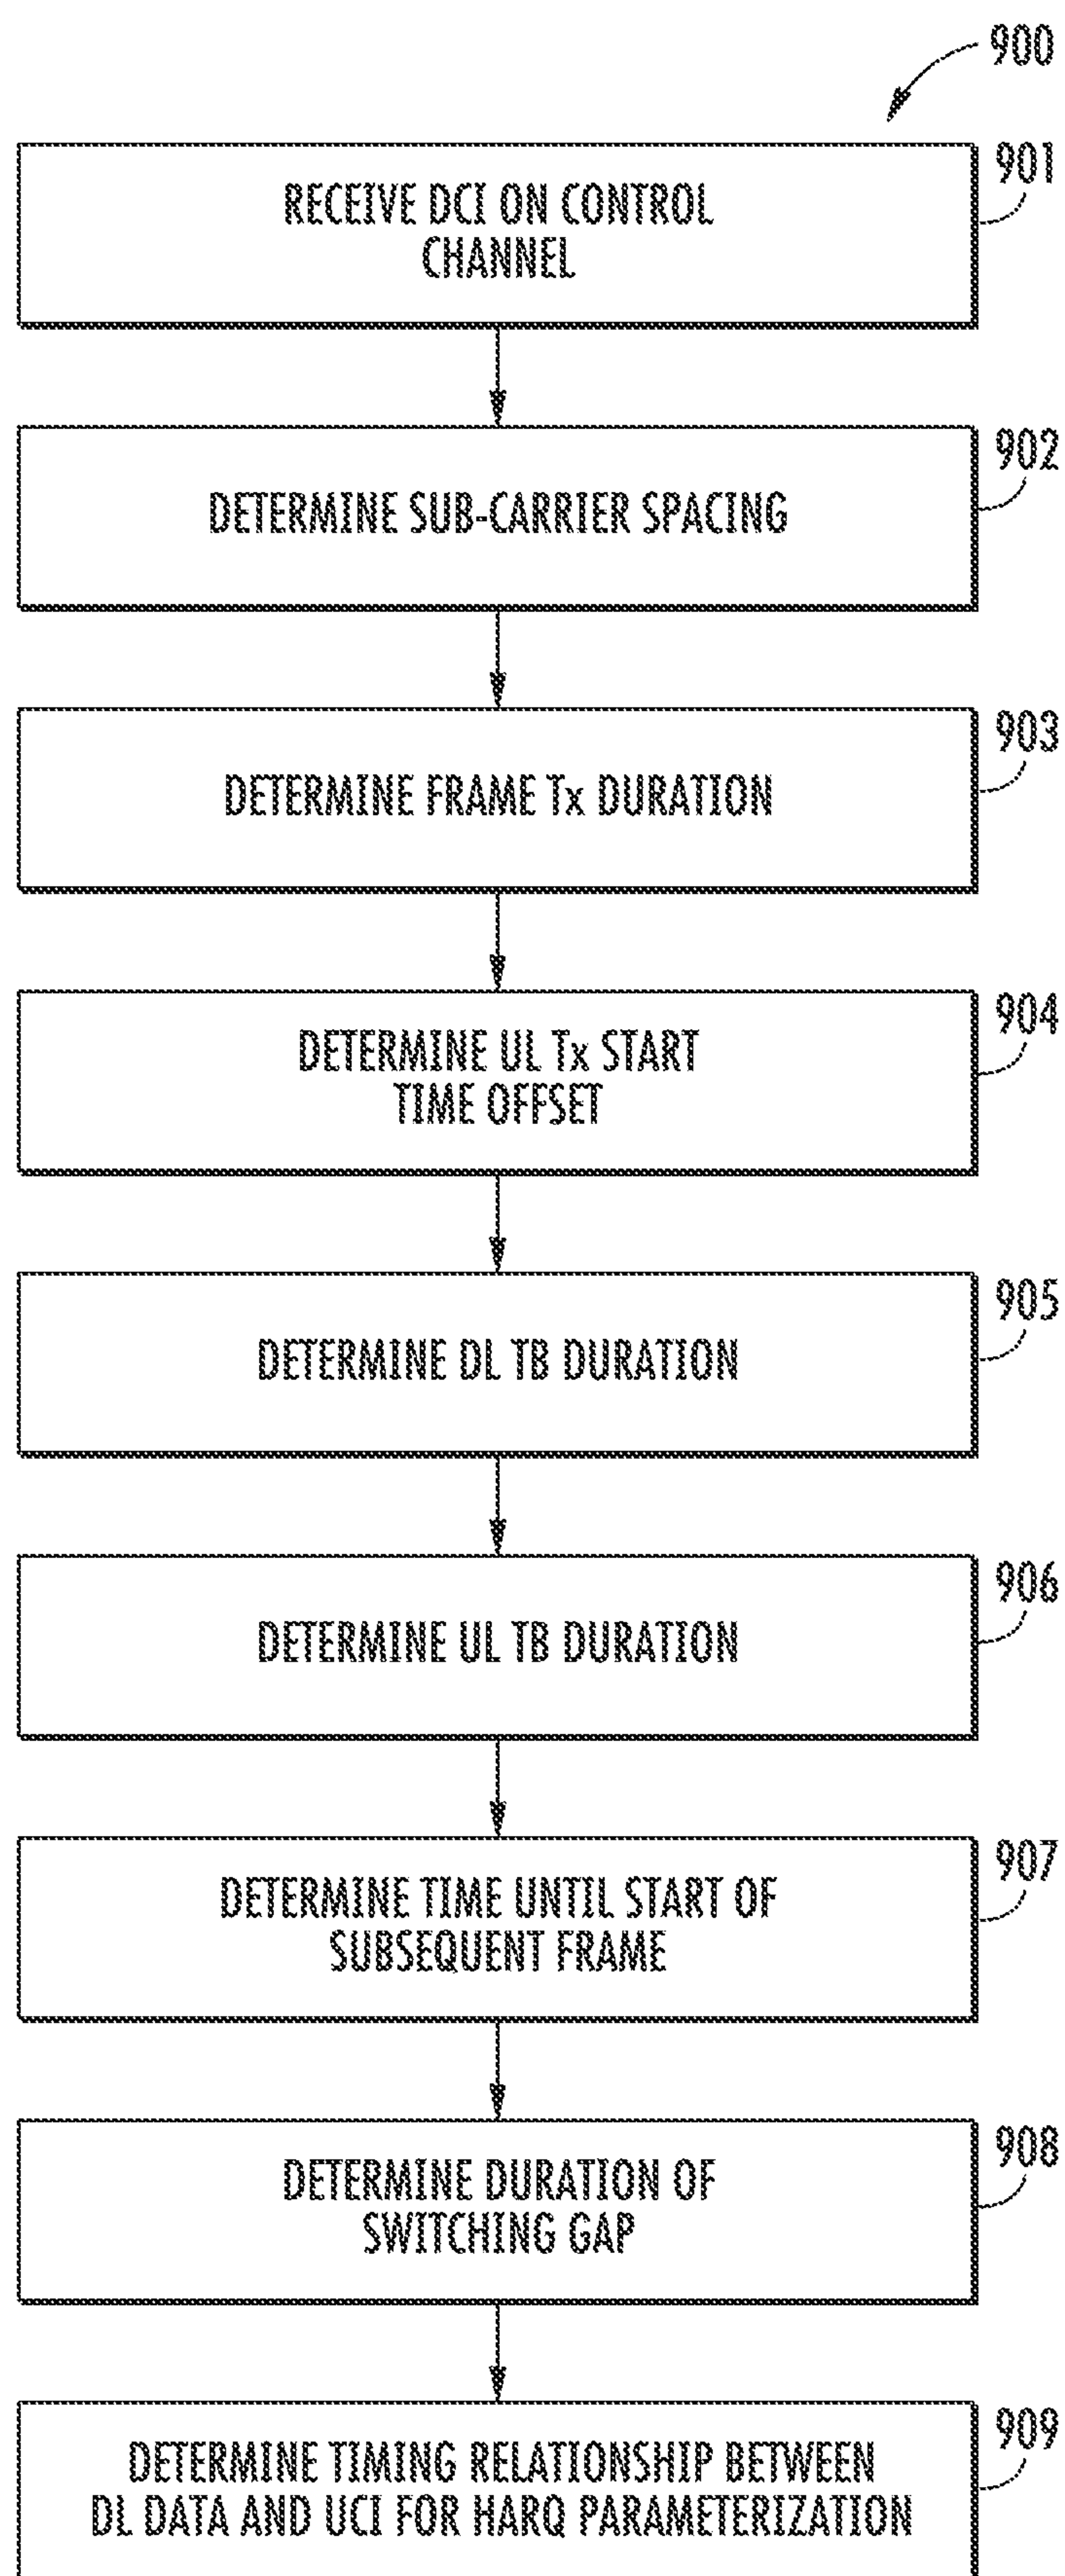 900
901
RECEIVE DCI ON CONTROL
CHANNEL
902
DETERMINE SUB-CARRIER SPACING
903
DETERMINE FRAME Tx DURATION
904
DETERMINE UL Tx START
TIME OFFSET
905
DETERMINE DL TB DURATION
906
DETERMINE UL TB DURATION
907
DETERMINE TIME UNTIL START OF
SUBSEQUENT FRAME
908
DETERMINE DURATION OF
SWITCHING GAP
909
DETERMINE TIMING RELATIONSHIP BETWEEN
DL DATA AND UCI FOR HARQ PARAMETERIZATION